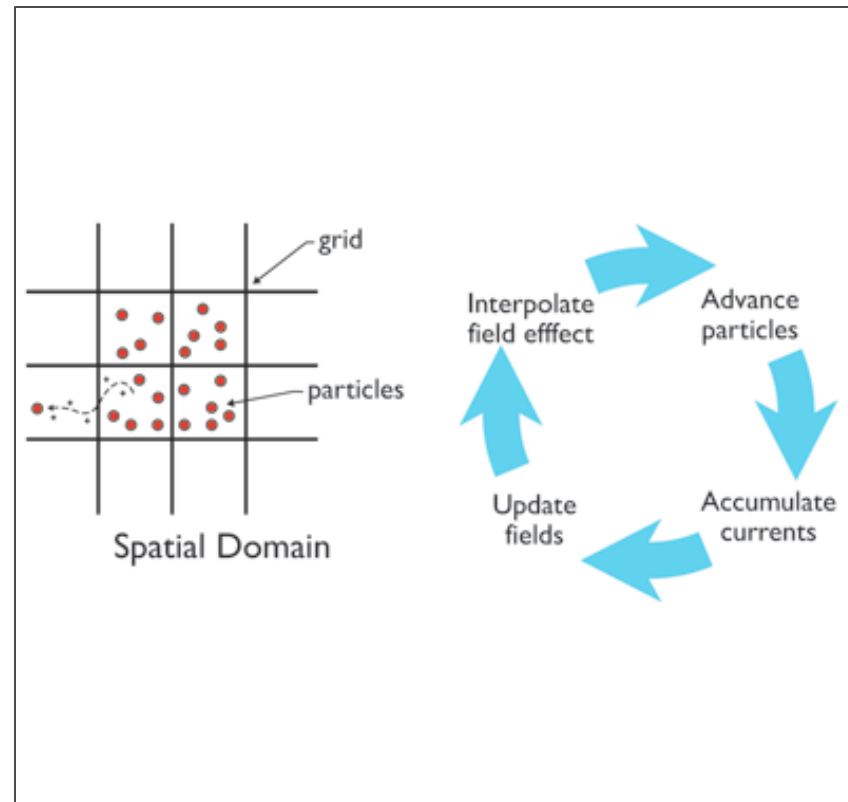 grid
particles
Spatial Domain
Interpolate
field efffect
Advance
particles
Accumulate
currents
Update
fields